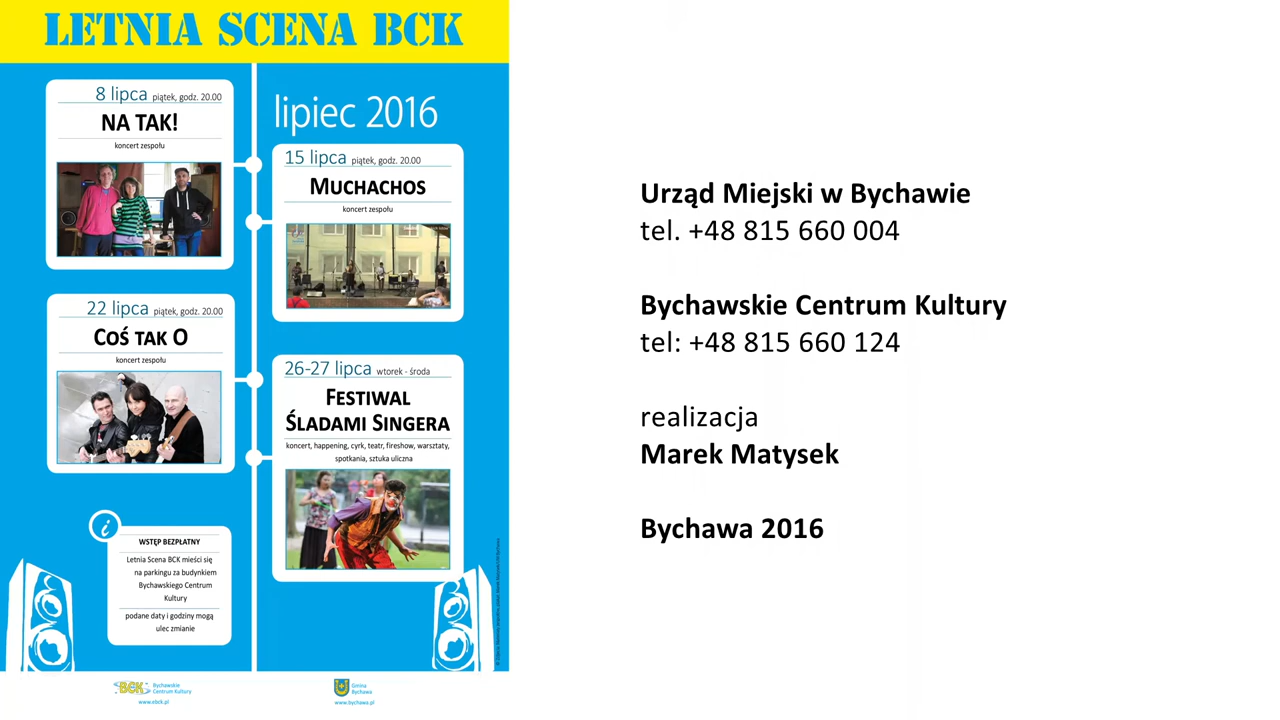 LETNIA SCENA BCK
lipiec 2016
8 lipca piątek, godz. 20.00
NA TAK!
koncert zespołu
15 lipca piątek, godz. 20.00
MUCHACHOS
koncert zespołu
22 lipca piątek, godz. 20.00
COŚ TAK O
koncert zespołu
26-27 lipca wtorek - środa
FESTIWAL
ŚLADAMI SINGERA
koncert, happening, cyrk, teatr, fireshow, warsztaty,
spotkania, sztuka uliczna
i
WSTĘP BEZPŁATNY
Letnia Scena BCK mieści się
na parkingu za budynkiem
Bychawskiego Centrum
Kultury
podane daty i godziny mogą
ulec zmianie
BCK Bychawskie
Centrum Kultury
www.ebck.pl
Gmina
Bychawa
www.bychawa.pl
Urząd Miejski w Bychawie
tel. +48 815 660 004
Bychawskie Centrum Kultury
tel: +48 815 660 124
realizacja
Marek Matysek
Bychawa 2016